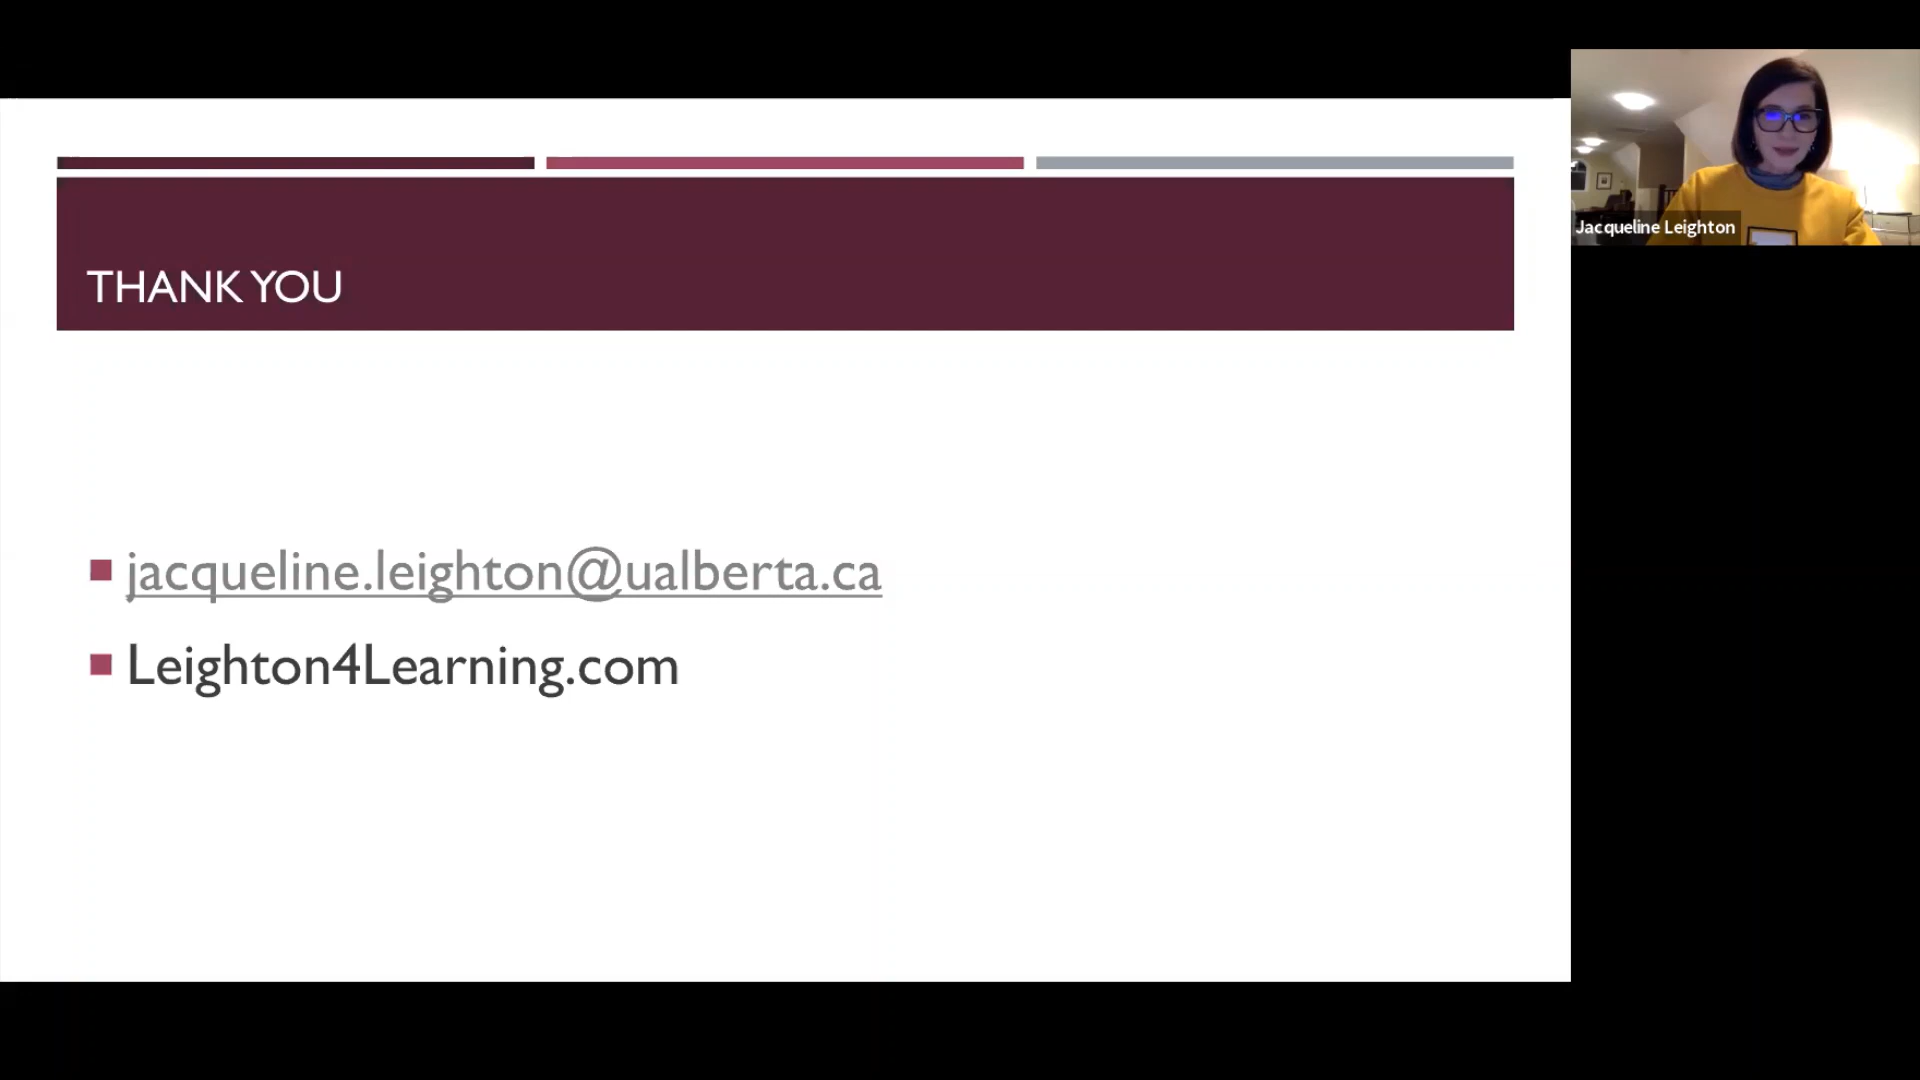 THANK YOU
jacqueline.leighton@ualberta.ca
Leighton4Learning.com
Jacqueline Leighton